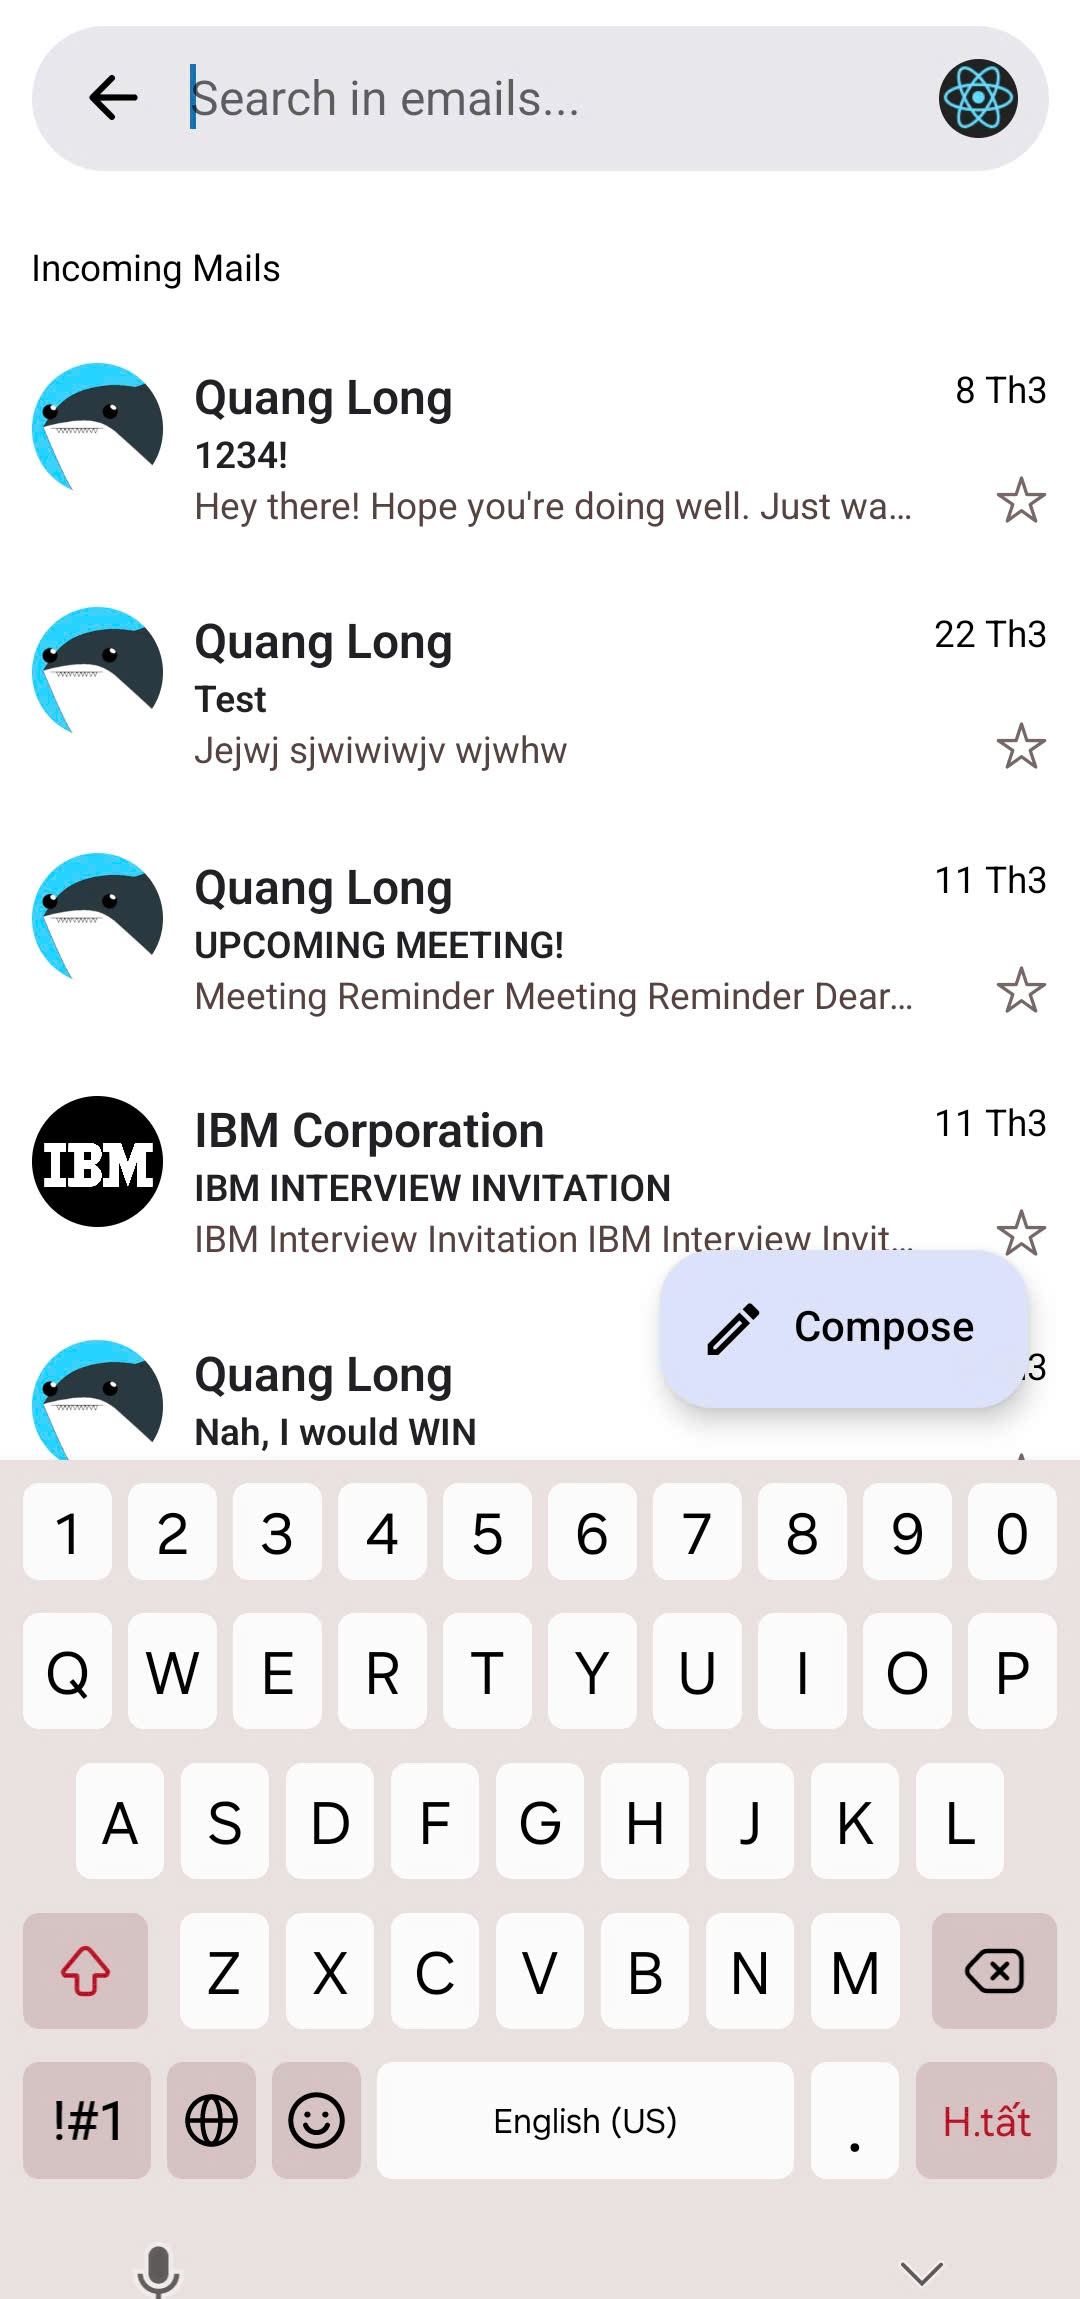 Search in emails...
Incoming Mails
Quang Long
8 Th3
1234!
Hey there! Hope you're doing well. Just wa...
Quang Long
22 Th3
Test
Jejwj sjwiwiwjv wjwhw
Quang Long
11 Th3
UPCOMING MEETING!
Meeting Reminder Meeting Reminder Dear...
IBM
IBM Corporation
11 Th3
IBM INTERVIEW INVITATION
IBM Interview Invitation IBM Interview Invit...
Compose
Quang Long
3
Nah, I would WIN
1 2 3 4 5 6 7 8 9 0
Q W E R T Y U I O P
A S D F G H J K L
Z X C V B N M
!#1 English (US) . H.tất